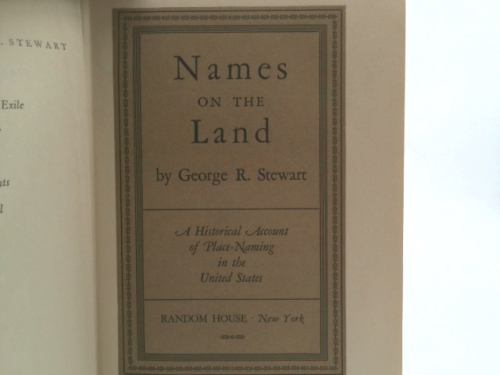 . STEWART
Exile
Names
ON THE
Land
by George R. Stewart
A Historical Account
of Place-Naming
in the
United States
RANDOM HOUSE · New York